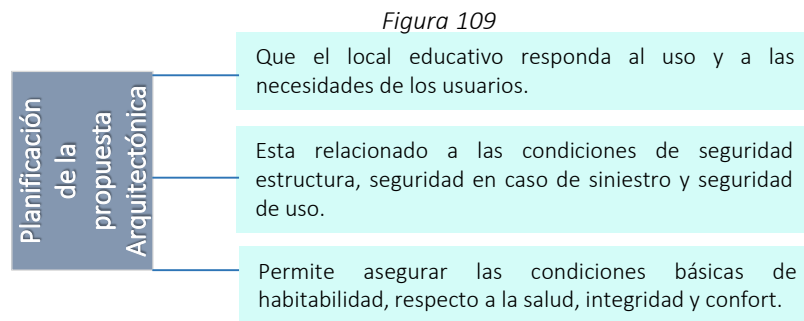 Figura 109
Planificación
de la
propuesta
Arquitectónica
Que el local educativo responda al uso y a las
necesidades de los usuarios.
Esta relacionado a las condiciones de seguridad
estructura, seguridad en caso de siniestro y seguridad
de uso.
Permite asegurar las condiciones básicas de
habitabilidad, respecto a la salud, integridad y confort.